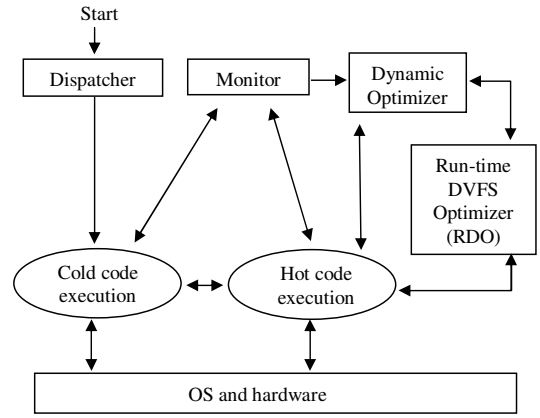 Start
Dispatcher
Monitor
Dynamic
Optimizer
Run-time
DVFS
Optimizer
(RDO)
Cold code
execution
Hot code
execution
OS and hardware